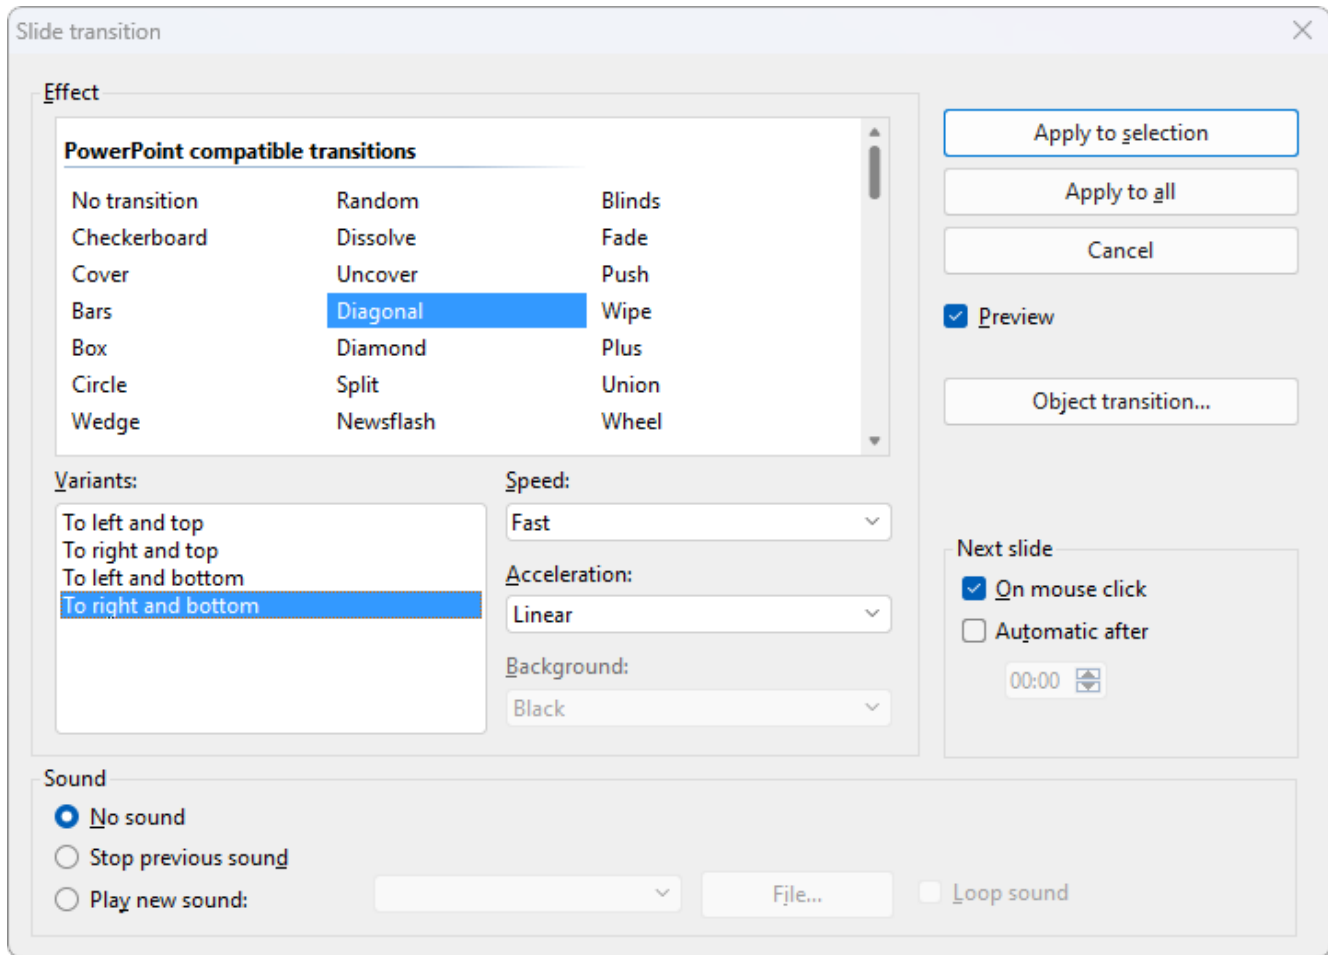 Slide transition
Effect
PowerPoint compatible transitions
No transition Random Blinds
Checkerboard Dissolve Fade
Cover Uncover Push
Bars Diagonal Wipe
Box Diamond Plus
Circle Split Union
Wedge Newsflash Wheel
Variants:
To left and top
To right and top
To left and bottom
To right and bottom
Speed:
Fast
Acceleration:
Linear
Background:
Black
Apply to selection
Apply to all
Cancel
Preview
Object transition...
Next slide
On mouse click
Automatic after
00:00
Sound
No sound
Stop previous sound
Play new sound:
File...
Loop sound